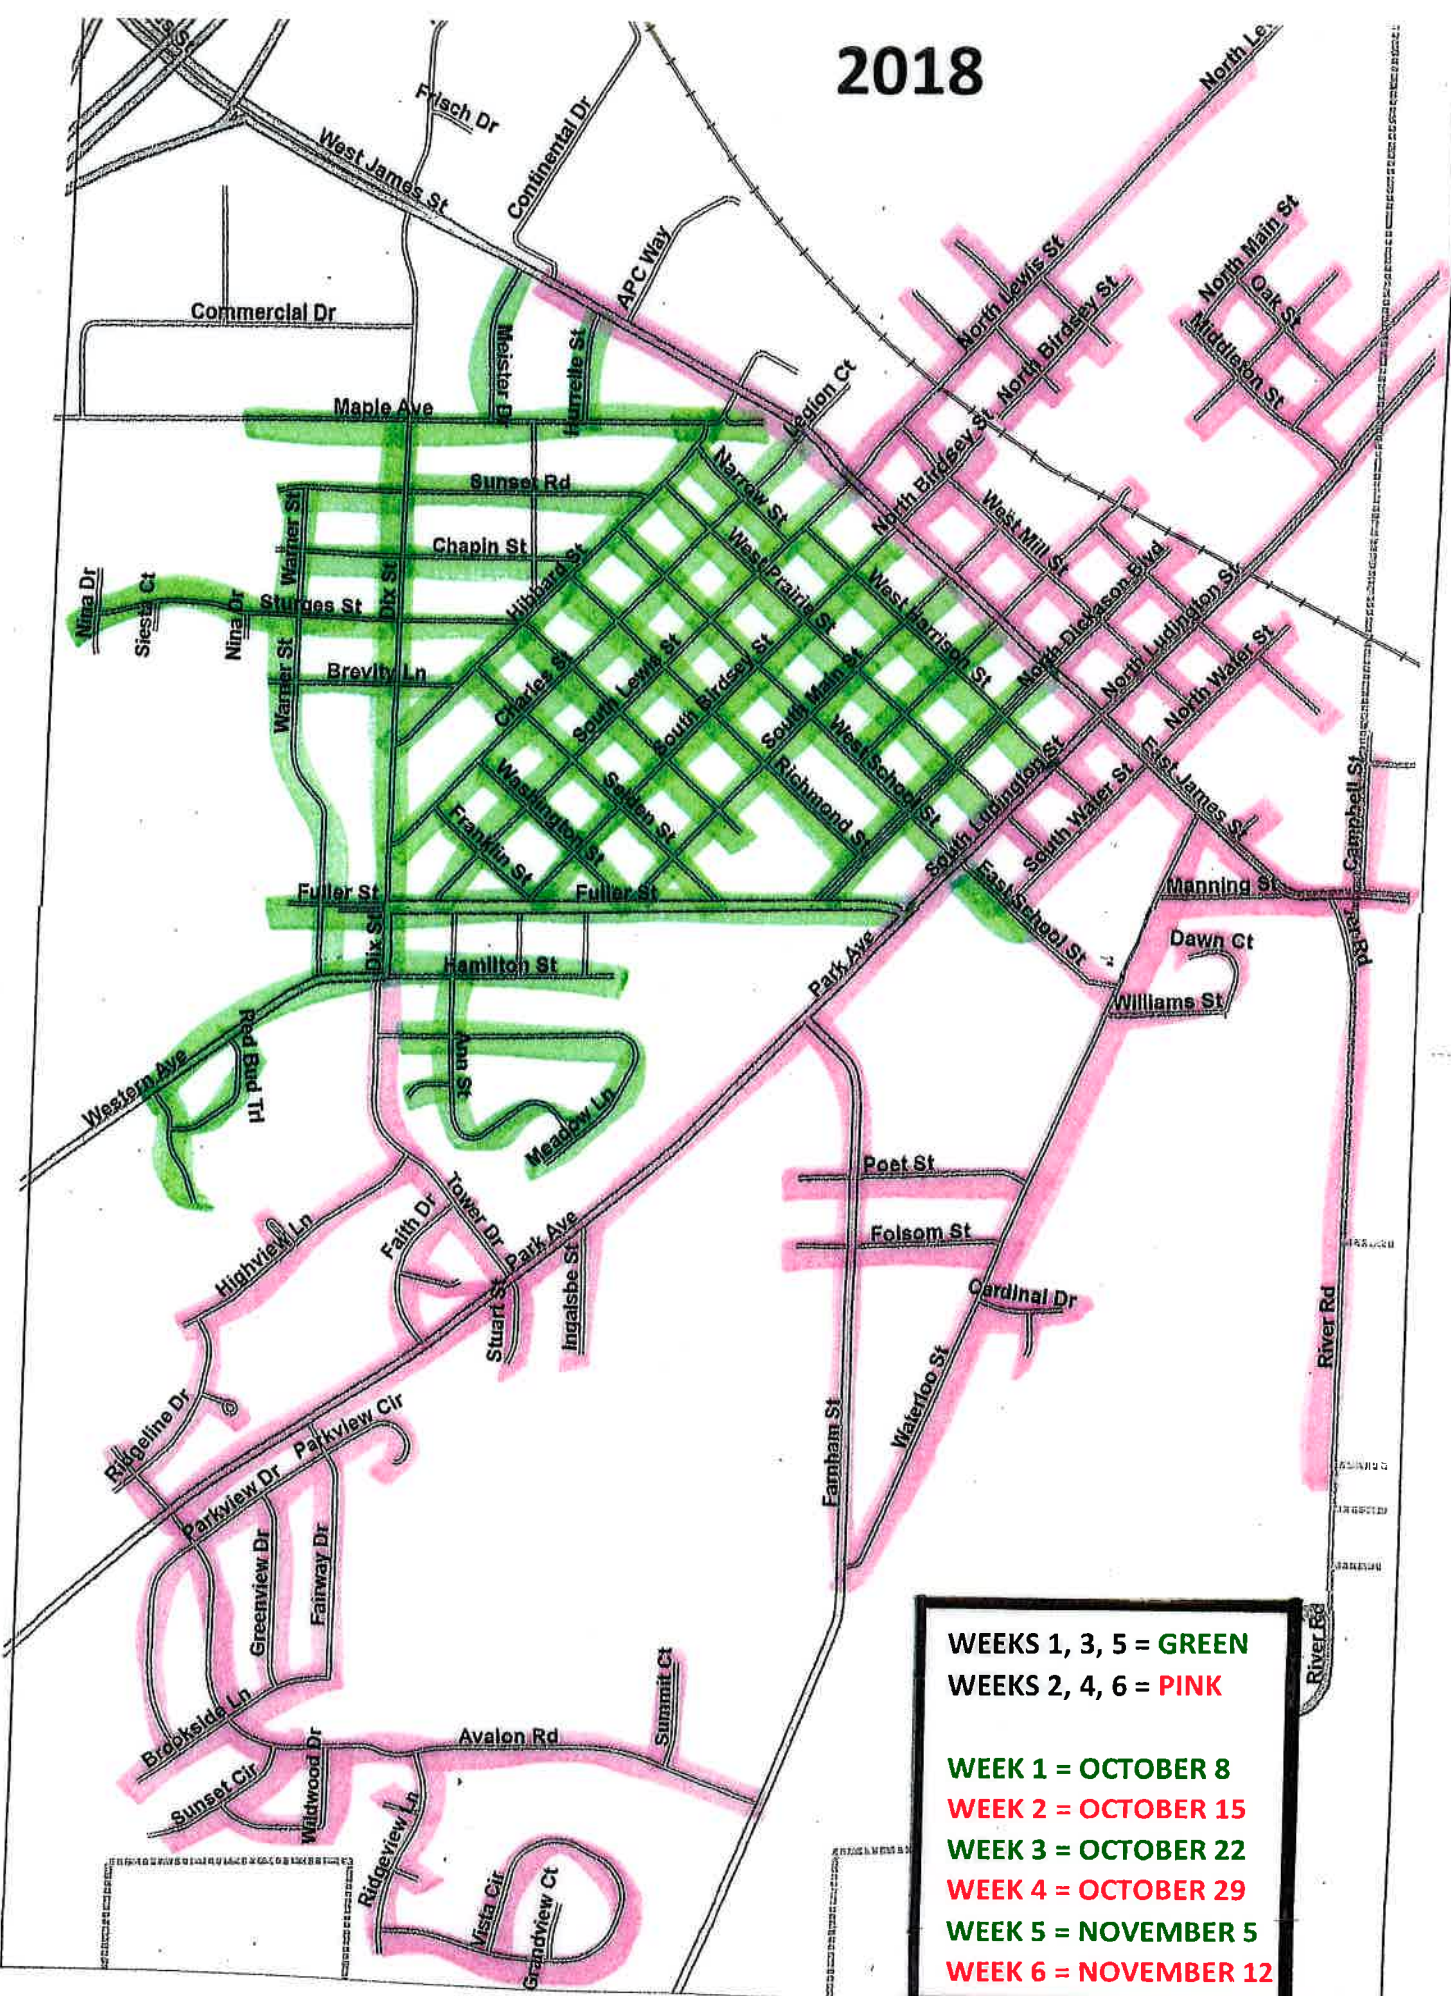 2018
North Le
Frisch Dr
Continental Dr
West James St
APC Way
North Main St
Oak St
Middleton St
North Lewis St
North Birdsey St
Commercial Dr
Meister Dr
Hurrelle St
Legion Ct
Maple Ave
Narrow St
North Birdsey St
Sunset Rd
West Mill St
Warner St
Chapin St
Hibbard St
West Prairie St
West Harrison St
North Dickason Blvd
North Ludington St
North Water St
Nina Dr
Siesta Ct
Nina Dr
Sturges St
Dix St
Brevity Ln
Warner St
Charles St
South Lewis St
South Birdsey St
South Main St
West School St
Richmond St
South Ludington St
South Water St
East James St
Campbell St
Washington St
Selden St
Franklin St
East School St
Manning St
Fuller St
Fuller St
Dix St
Hamilton St
Park Ave
Dawn Ct
Williams St
River Rd
Western Ave
Red Bud Trl
Ann St
Meadow Ln
Poet St
Folsom St
Tower Dr
Faith Dr
Highview Ln
Park Ave
Stuart St
Ingalsbe St
Cardinal Dr
River Rd
Waterloo St
Farnham St
Ridgeline Dr
Parkview Cir
Parkview Dr
Greenview Dr
Fairway Dr
River Rd
Brookside Ln
Sunset Cir
Wildwood Dr
Avalon Rd
Summit Ct
Ridgeview Ln
Vista Cir
Grandview Ct
WEEKS 1, 3, 5 = GREEN
WEEKS 2, 4, 6 = PINK
WEEK 1 = OCTOBER 8
WEEK 2 = OCTOBER 15
WEEK 3 = OCTOBER 22
WEEK 4 = OCTOBER 29
WEEK 5 = NOVEMBER 5
WEEK 6 = NOVEMBER 12